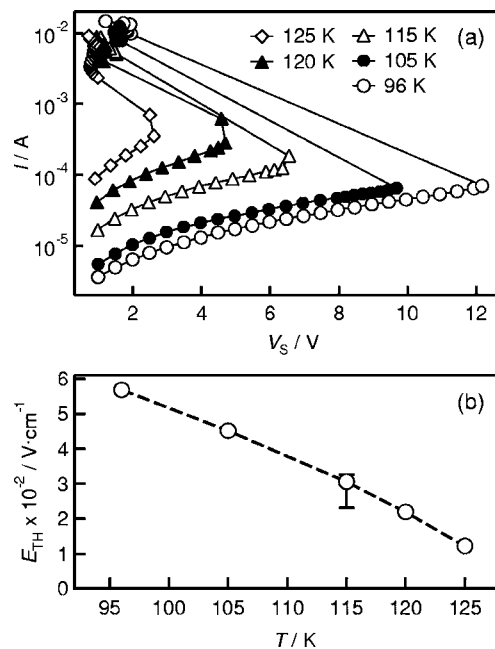 (a)
125 K 115 K
120 K 105 K
96 K
10⁻²
10⁻³
10⁻⁴
10⁻⁵
I / A
2 4 6 8 10 12
V_S / V
(b)
6
5
4
3
2
1
0
E_TH x 10⁻² / V·cm⁻¹
95 100 105 110 115 120 125
T / K